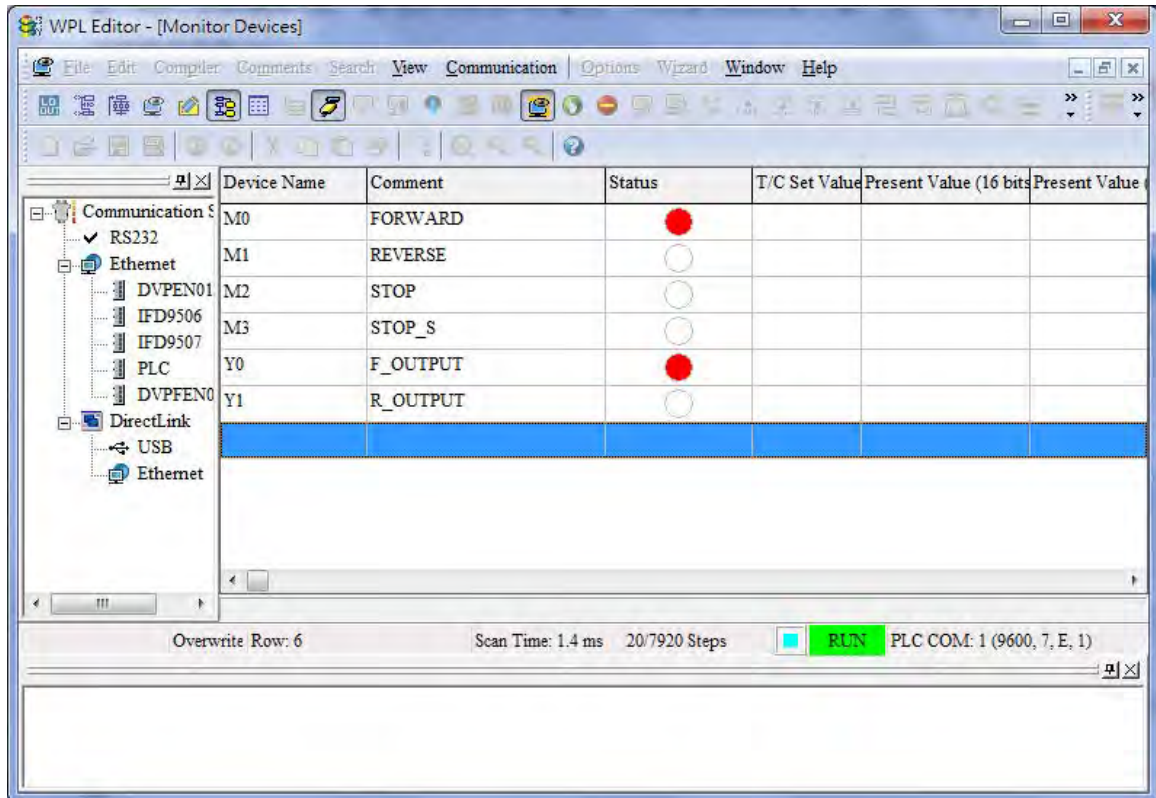 WPL Editor - [Monitor Devices]
File Edit Compiler Comments Search View Communication Options Wizard Window Help
Device Name Comment Status T/C Set Value Present Value (16 bits Present Value (
Communication S
RS232
Ethernet
DVPEN01
IFD9506
IFD9507
PLC
DVPFEN0
DirectLink
USB
Ethernet
M0 FORWARD
M1 REVERSE
M2 STOP
M3 STOP_S
Y0 F_OUTPUT
Y1 R_OUTPUT
Overwrite Row: 6 Scan Time: 1.4 ms 20/7920 Steps RUN PLC COM: 1 (9600, 7, E, 1)